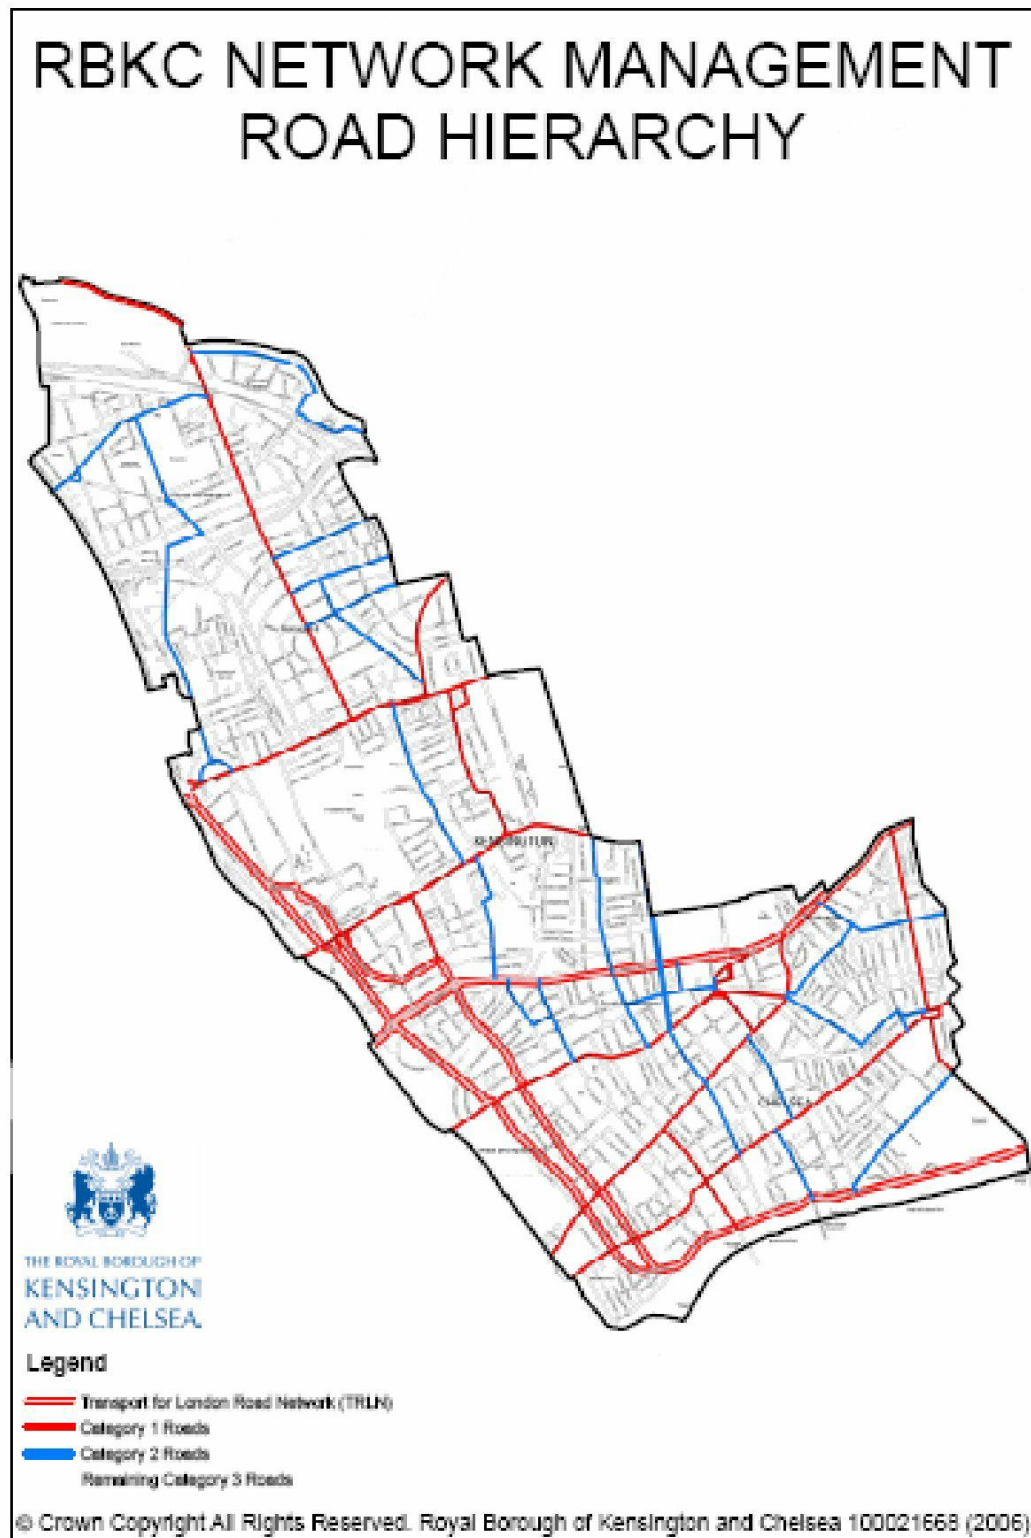 RBKC NETWORK MANAGEMENT
ROAD HIERARCHY
KENSINGTON
CHELSEA
THE ROYAL BOROUGH OF
KENSINGTON
AND CHELSEA
Legend
Transport for London Road Network (TRLN)
Category 1 Roads
Category 2 Roads
Remaining Category 3 Roads
© Crown Copyright All Rights Reserved. Royal Borough of Kensington and Chelsea 100021668 (2006)